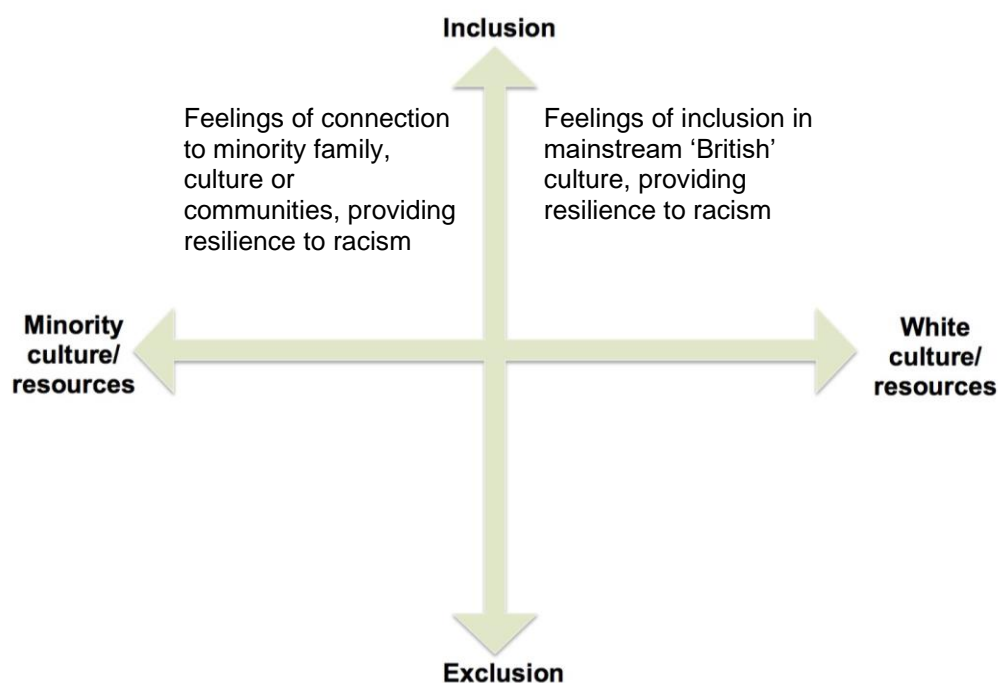 Inclusion
Feelings of connection
to minority family,
culture or
communities, providing
resilience to racism
Feelings of inclusion in
mainstream ‘British’
culture, providing
resilience to racism
Minority
culture/
resources
White
culture/
resources
Exclusion